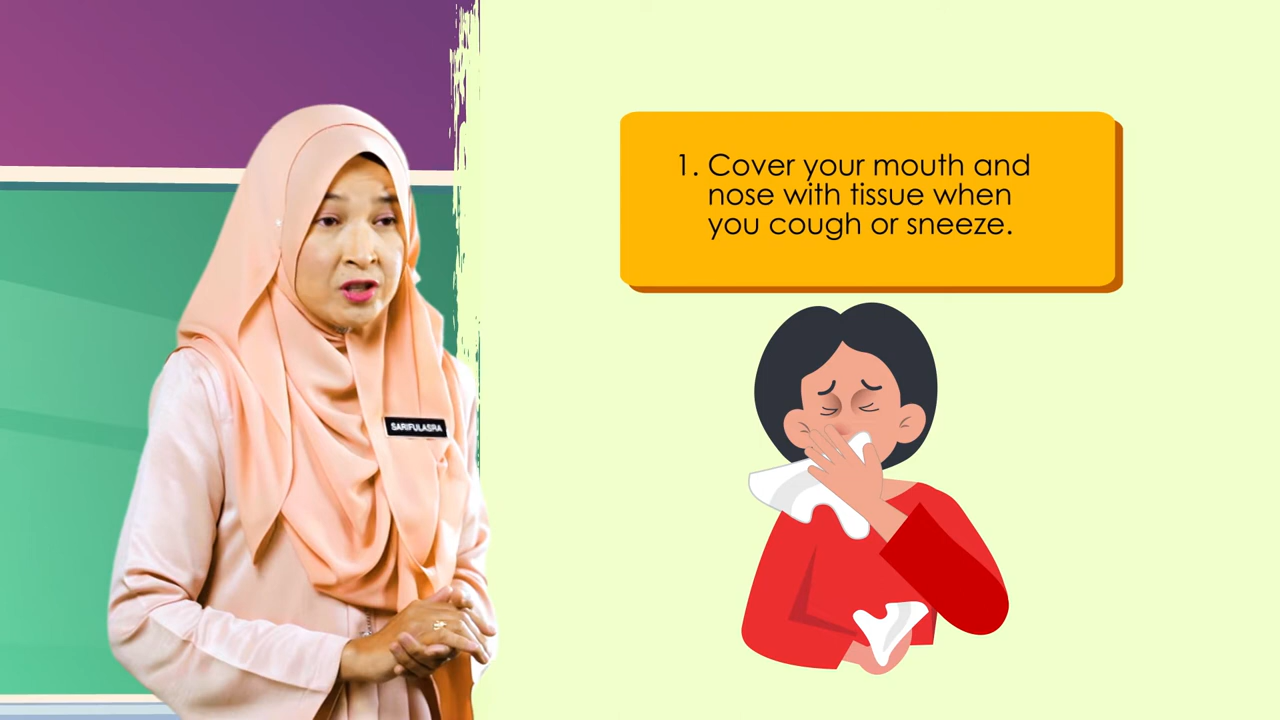 1. Cover your mouth and
nose with tissue when
you cough or sneeze.
SARIFULASRA